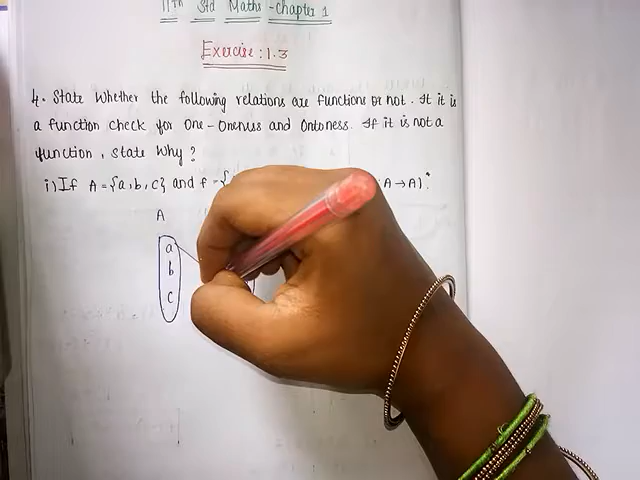 11th Std Maths - Chapter 1
Exercise : 1.3
4. State whether the following relations are functions or not. If it is
a function check for One-Oneness and Ontoness. If it is not a
function, state why?
i) If A = {a, b, c} and f = { : A → A).
A
a
b
c